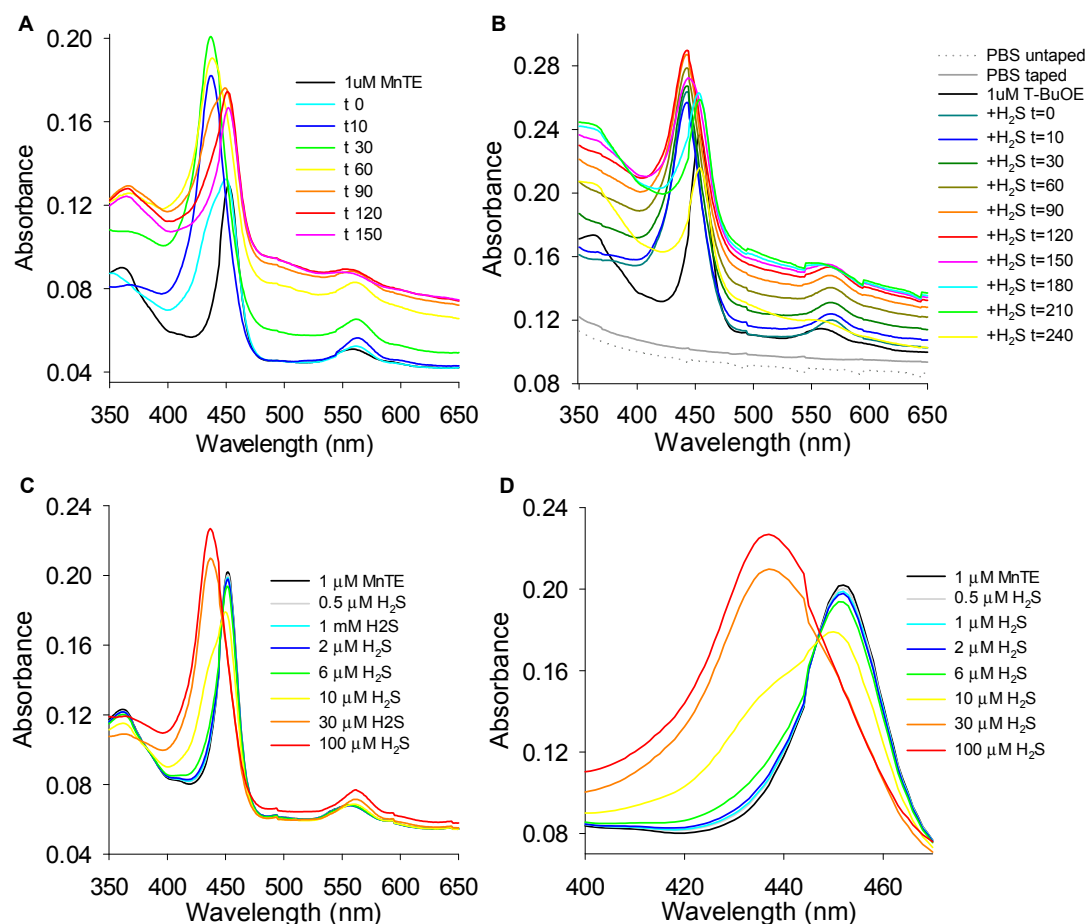 A
0.20
0.16
0.12
0.08
0.04
Absorbance
350 400 450 500 550 600 650
Wavelength (nm)
1uM MnTE
t 0
t10
t 30
t 60
t 90
t 120
t 150
B
0.28
0.24
0.20
0.16
0.12
0.08
Absorbance
350 400 450 500 550 600 650
Wavelength (nm)
PBS untaped
PBS taped
1uM T-BuOE
+H₂S t=0
+H₂S t=10
+H₂S t=30
+H₂S t=60
+H₂S t=90
+H₂S t=120
+H₂S t=150
+H₂S t=180
+H₂S t=210
+H₂S t=240
C
0.24
0.20
0.16
0.12
0.08
0.04
Absorbance
350 400 450 500 550 600 650
Wavelength (nm)
1 μM MnTE
0.5 μM H₂S
1 mM H2S
2 μM H₂S
6 μM H₂S
10 μM H₂S
30 μM H2S
100 μM H₂S
D
0.24
0.20
0.16
0.12
0.08
Absorbance
400 420 440 460
Wavelength (nm)
1 μM MnTE
0.5 μM H₂S
1 μM H₂S
2 μM H₂S
6 μM H₂S
10 μM H₂S
30 μM H₂S
100 μM H₂S